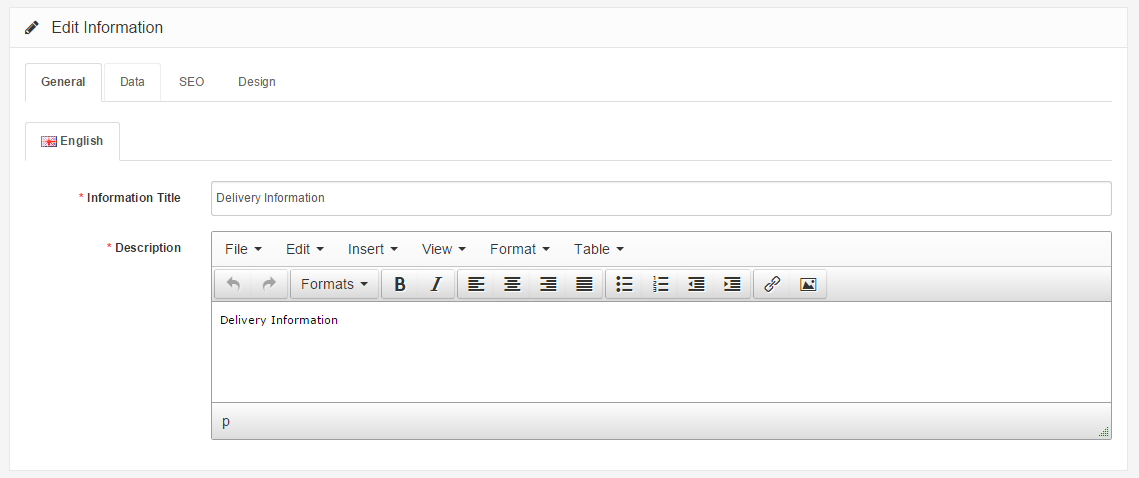 Edit Information
General Data SEO Design
English
* Information Title Delivery Information
* Description File Edit Insert View Format Table
Formats B I
Delivery Information
p